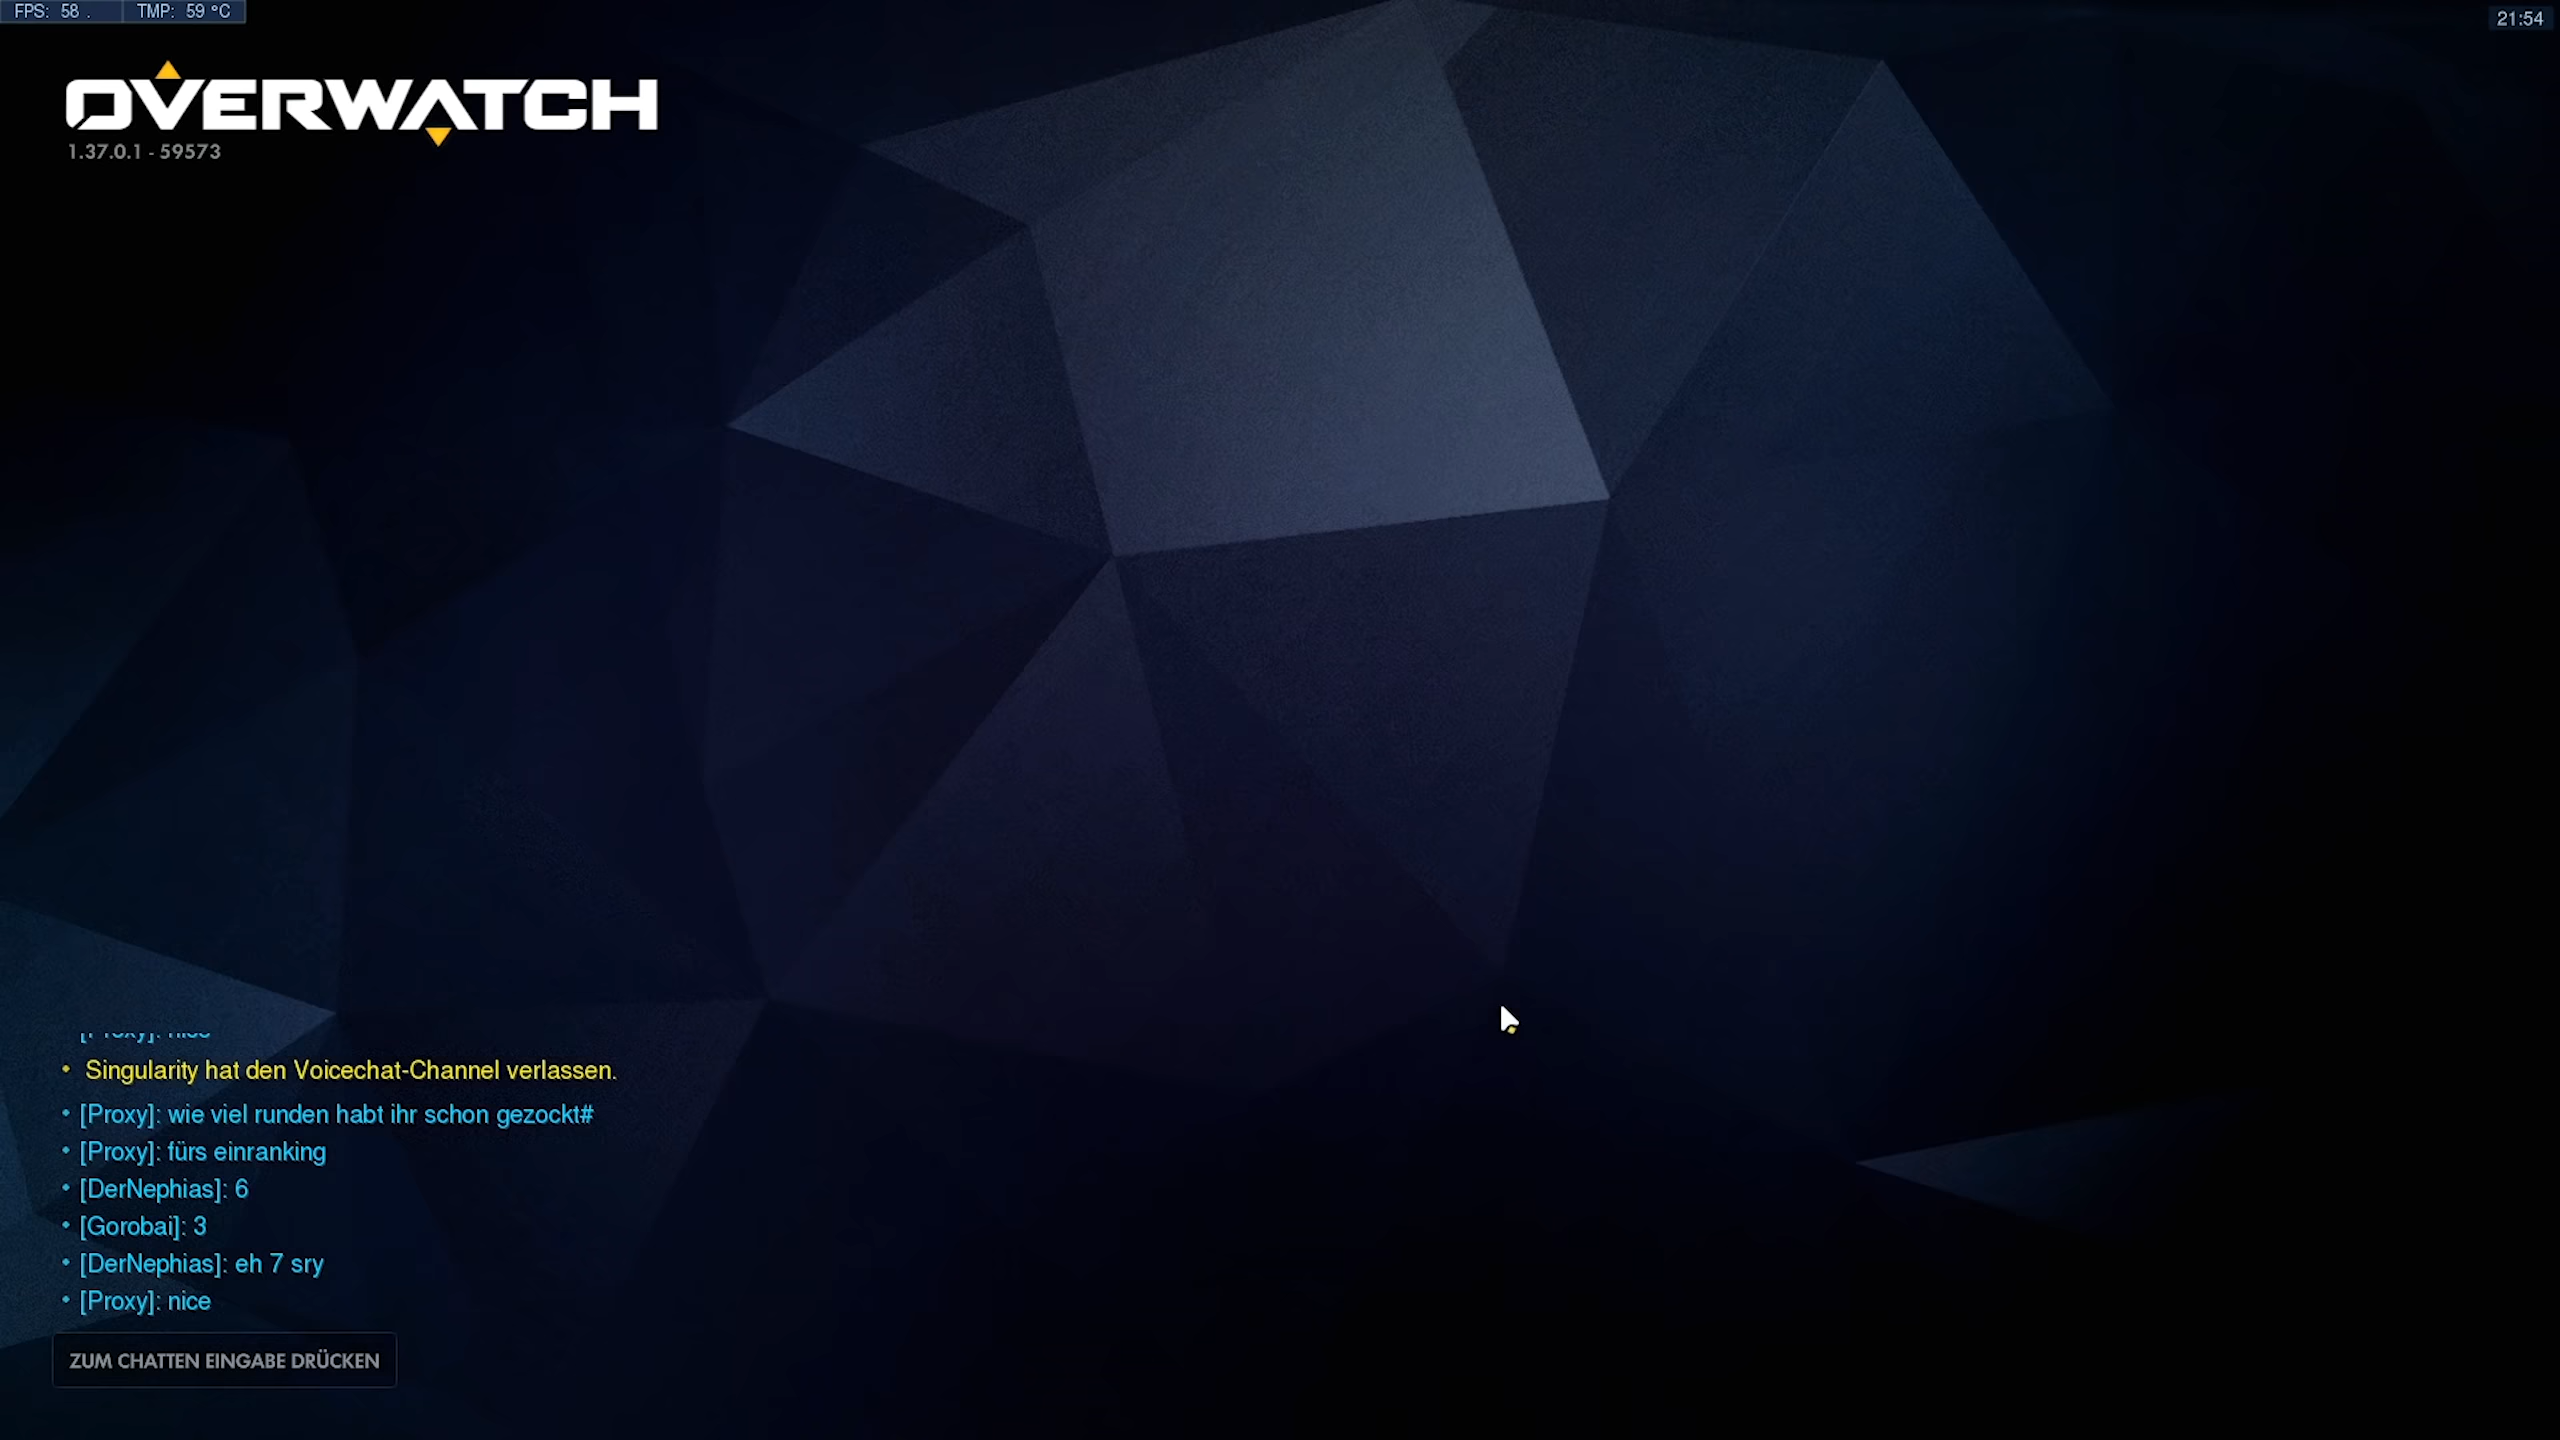 FPS: 58 . TMP: 59 °C
21:54
OVERWATCH
1.37.0.1 - 59573
[Proxy]: nice
• Singularity hat den Voicechat-Channel verlassen.
• [Proxy]: wie viel runden habt ihr schon gezockt#
• [Proxy]: fürs einranking
• [DerNephias]: 6
• [Gorobai]: 3
• [DerNephias]: eh 7 sry
• [Proxy]: nice
ZUM CHATTEN EINGABE DRÜCKEN